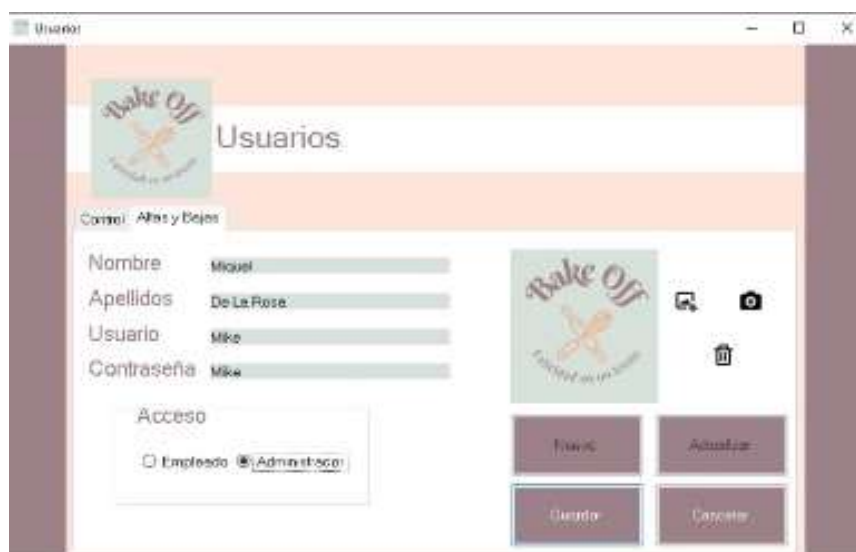 Usuarios
Bake Off
Usuarios
Control Altas y Bajas
Nombre Miguel
Apellidos De La Rosa
Usuario Mike
Contraseña Mike
Bake Off
Acceso
Empleado Administrador
Nuevo Actualizar
Guardar Cancelar